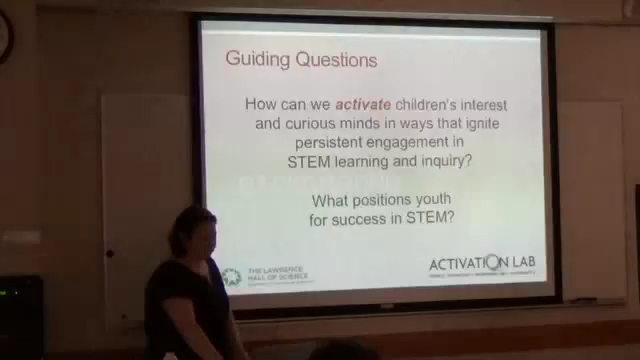 Guiding Questions
How can we activate children's interest
and curious minds in ways that ignite
persistent engagement in
STEM learning and inquiry?
What positions youth
for success in STEM?
THE LAWRENCE
HALL OF SCIENCE
ACTIVATION LAB